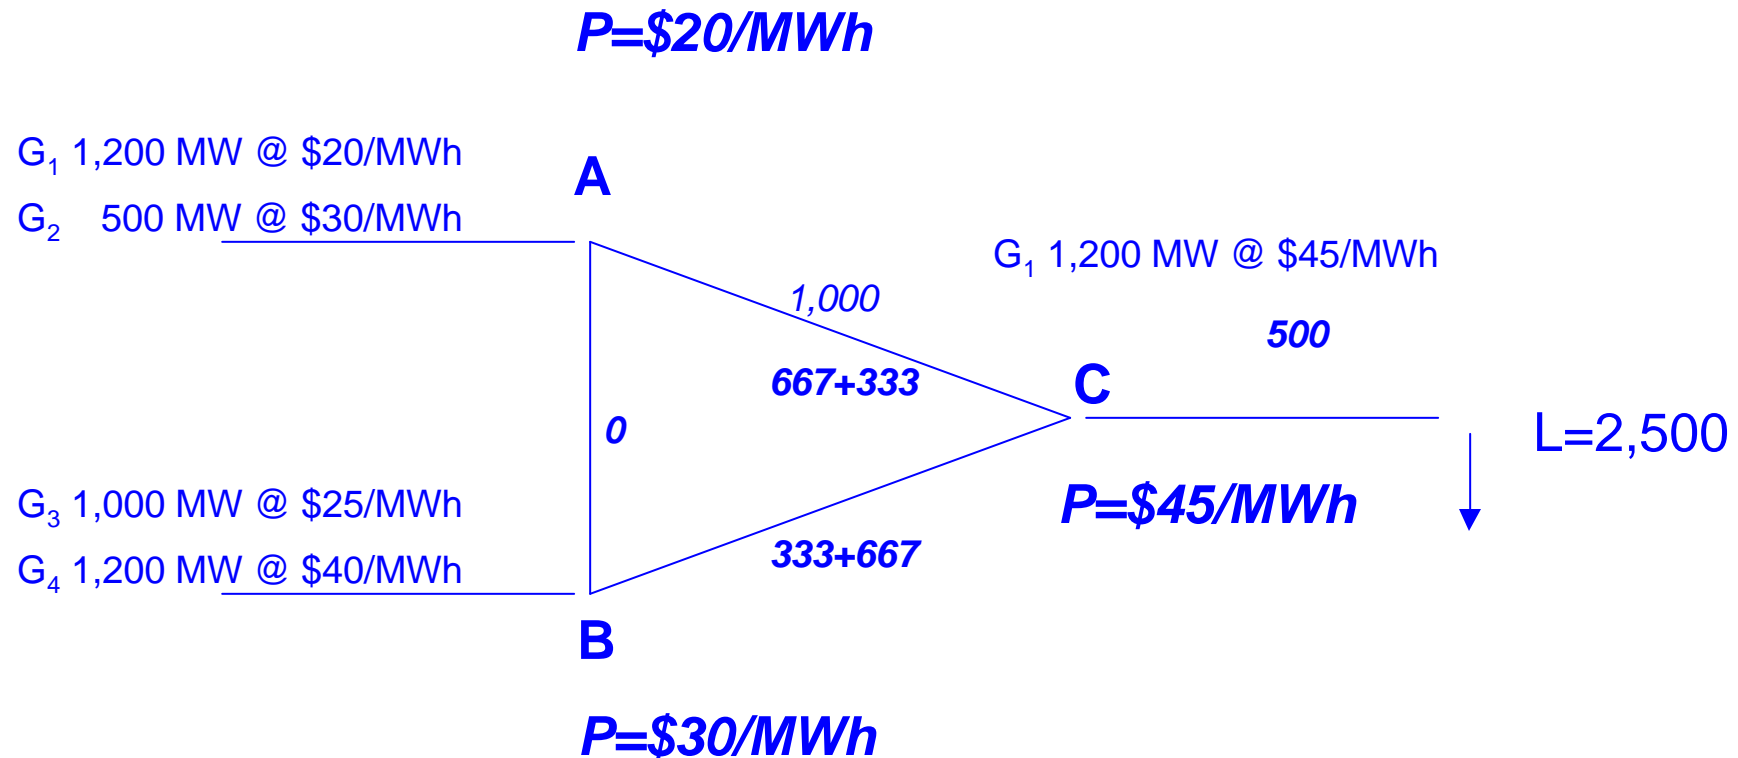 P=$20/MWh
G₁ 1,200 MW @ $20/MWh
A
G₂ 500 MW @ $30/MWh
G₁ 1,200 MW @ $45/MWh
1,000
500
667+333
C
0
L=2,500
G₃ 1,000 MW @ $25/MWh
P=$45/MWh
333+667
G₄ 1,200 MW @ $40/MWh
B
P=$30/MWh